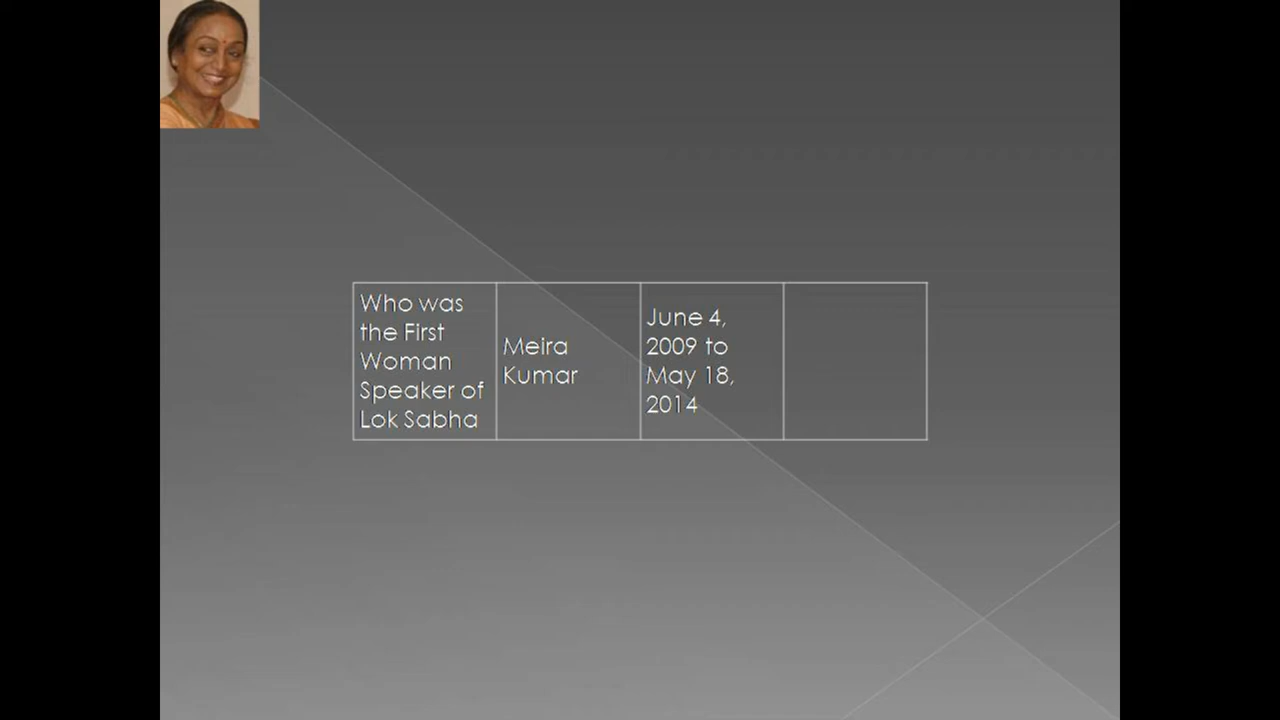 Who was
the First
Woman
Speaker of
Lok Sabha
Meira
Kumar
June 4,
2009 to
May 18,
2014